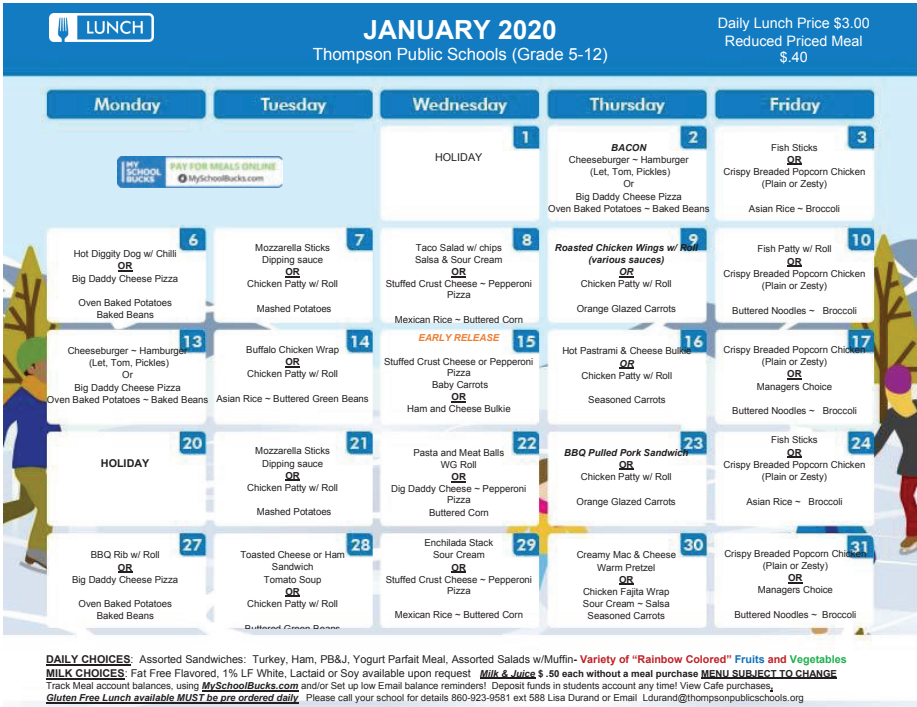 LUNCH
JANUARY 2020
Thompson Public Schools (Grade 5-12)
Daily Lunch Price $3.00
Reduced Priced Meal
$.40
Monday
Tuesday
Wednesday
Thursday
Friday
MY
SCHOOL
BUCKS
PAY FOR MEALS ONLINE
MySchoolBucks.com
1
HOLIDAY
2
BACON
Cheeseburger ~ Hamburger
(Let, Tom, Pickles)
Or
Big Daddy Cheese Pizza
Oven Baked Potatoes ~ Baked Beans
3
Fish Sticks
OR
Crispy Breaded Popcorn Chicken
(Plain or Zesty)
Asian Rice ~ Broccoli
6
Hot Diggity Dog w/ Chilli
OR
Big Daddy Cheese Pizza
Oven Baked Potatoes
Baked Beans
7
Mozzarella Sticks
Dipping sauce
OR
Chicken Patty w/ Roll
Mashed Potatoes
8
Taco Salad w/ chips
Salsa & Sour Cream
OR
Stuffed Crust Cheese ~ Pepperoni
Pizza
Mexican Rice ~ Buttered Corn
9
Roasted Chicken Wings w/ Roll
(various sauces)
OR
Chicken Patty w/ Roll
Orange Glazed Carrots
10
Fish Patty w/ Roll
OR
Crispy Breaded Popcorn Chicken
(Plain or Zesty)
Buttered Noodles ~ Broccoli
13
Cheeseburger ~ Hamburger
(Let, Tom, Pickles)
Or
Big Daddy Cheese Pizza
Oven Baked Potatoes ~ Baked Beans
14
Buffalo Chicken Wrap
OR
Chicken Patty w/ Roll
Asian Rice ~ Buttered Green Beans
15
EARLY RELEASE
Stuffed Crust Cheese or Pepperoni
Pizza
Baby Carrots
OR
Ham and Cheese Bulkie
16
Hot Pastrami & Cheese Bulkie
OR
Chicken Patty w/ Roll
Seasoned Carrots
17
Crispy Breaded Popcorn Chicken
(Plain or Zesty)
OR
Managers Choice
Buttered Noodles ~ Broccoli
20
HOLIDAY
21
Mozzarella Sticks
Dipping sauce
OR
Chicken Patty w/ Roll
Mashed Potatoes
22
Pasta and Meat Balls
WG Roll
OR
Dig Daddy Cheese ~ Pepperoni
Pizza
Buttered Corn
23
BBQ Pulled Pork Sandwich
OR
Chicken Patty w/ Roll
Orange Glazed Carrots
24
Fish Sticks
OR
Crispy Breaded Popcorn Chicken
(Plain or Zesty)
Asian Rice ~ Broccoli
27
BBQ Rib w/ Roll
OR
Big Daddy Cheese Pizza
Oven Baked Potatoes
Baked Beans
28
Toasted Cheese or Ham
Sandwich
Tomato Soup
OR
Chicken Patty w/ Roll
Buttered Green Beans
29
Enchilada Stack
Sour Cream
OR
Stuffed Crust Cheese ~ Pepperoni
Pizza
Mexican Rice ~ Buttered Corn
30
Creamy Mac & Cheese
Warm Pretzel
OR
Chicken Fajita Wrap
Sour Cream ~ Salsa
Seasoned Carrots
31
Crispy Breaded Popcorn Chicken
(Plain or Zesty)
OR
Managers Choice
Buttered Noodles ~ Broccoli
DAILY CHOICES: Assorted Sandwiches: Turkey, Ham, PB&J, Yogurt Parfait Meal, Assorted Salads w/Muffin- Variety of "Rainbow Colored" Fruits and Vegetables
MILK CHOICES: Fat Free Flavored, 1% LF White, Lactaid or Soy available upon request Milk & Juice $ .50 each without a meal purchase MENU SUBJECT TO CHANGE
Track Meal account balances, using MySchoolBucks.com and/or Set up low Email balance reminders! Deposit funds in students account any time! View Cafe purchases.
Gluten Free Lunch available MUST be pre ordered daily Please call your school for details 860-923-9581 ext 588 Lisa Durand or Email Ldurand@thompsonpublicschools.org